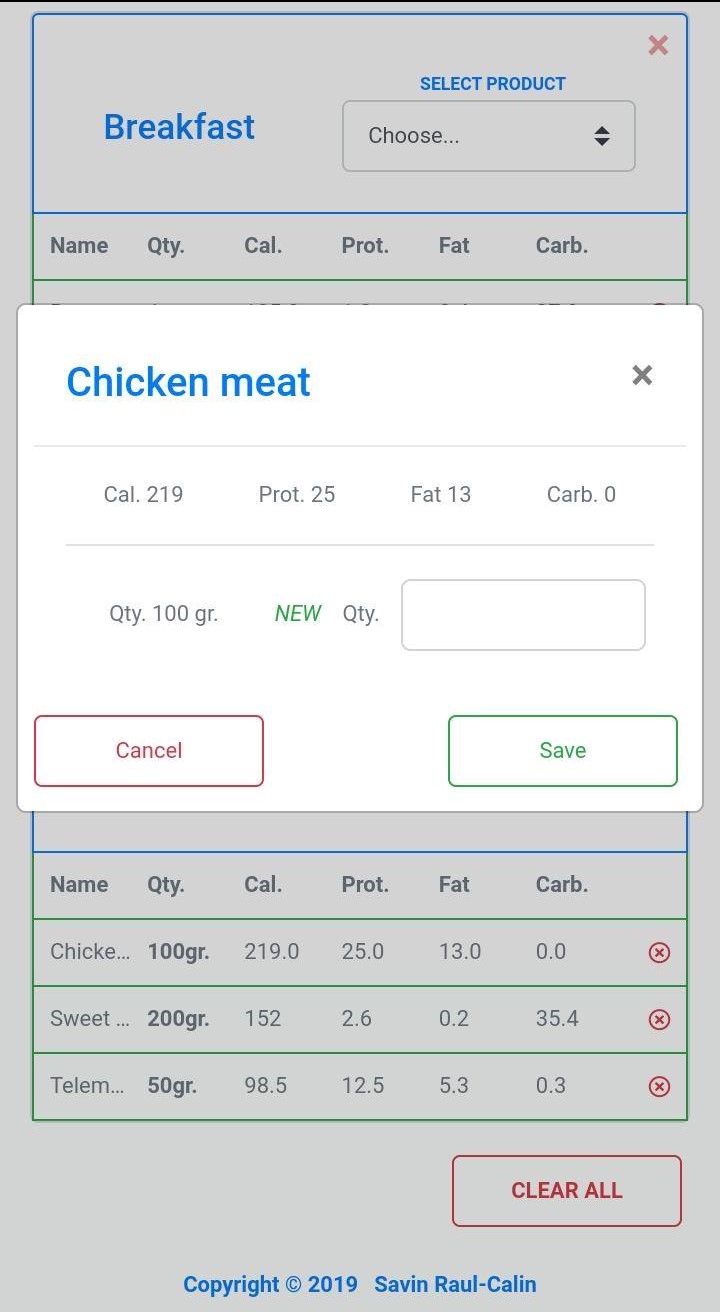 ×
SELECT PRODUCT
Breakfast
Choose...
Name Qty. Cal. Prot. Fat Carb.
Chicken meat ×
Cal. 219 Prot. 25 Fat 13 Carb. 0
Qty. 100 gr. NEW Qty.
Cancel Save
Name Qty. Cal. Prot. Fat Carb.
Chicke... 100gr. 219.0 25.0 13.0 0.0
Sweet ... 200gr. 152 2.6 0.2 35.4
Telem... 50gr. 98.5 12.5 5.3 0.3
CLEAR ALL
Copyright © 2019 Savin Raul-Calin